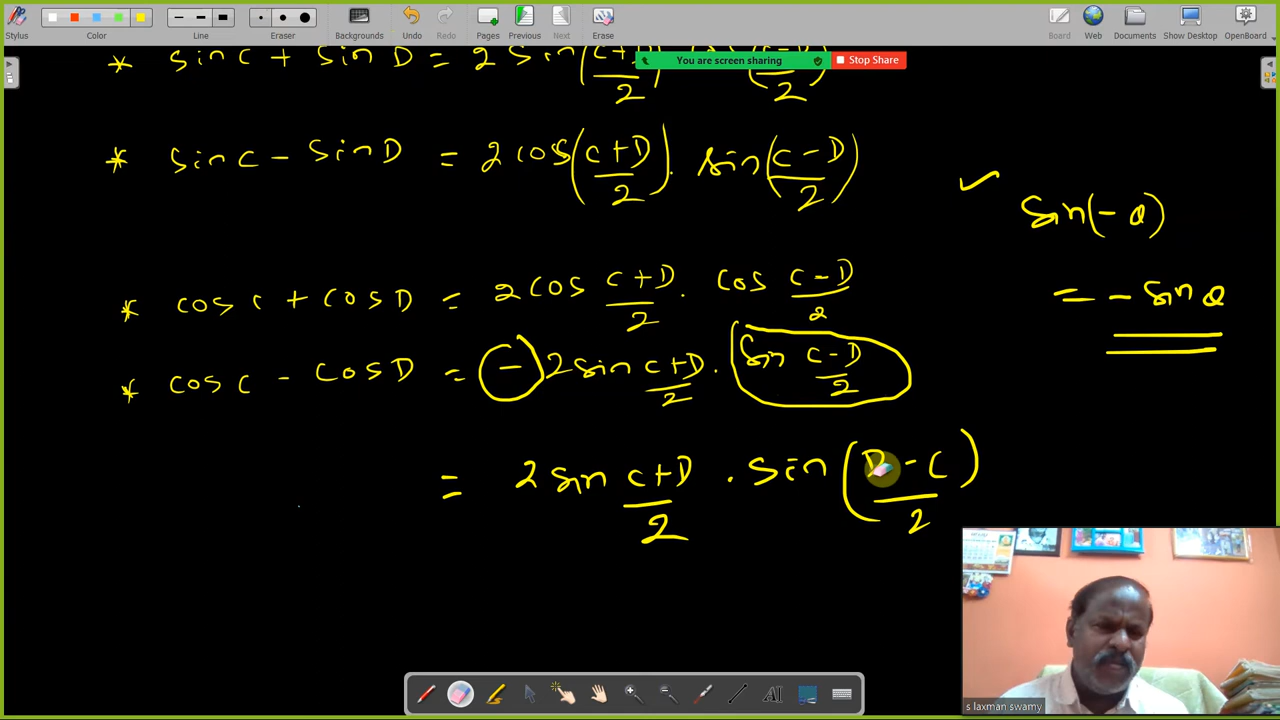 Stylus
Color
Line
Eraser
Backgrounds
Undo
Redo
Pages
Previous
Next
Erase
Board
Web
Documents
Show Desktop
OpenBoard
You are screen sharing
Stop Share
* sin C + sin D = 2 sin(C+D/2) cos(C-D/2)
* sin C - sin D = 2 cos(C+D/2) . sin(C-D/2)
sin(-θ)
= - sin θ
* cos C + cos D = 2 cos C+D/2 . cos C-D/2
* cos C - cos D = - 2 sin C+D/2 . sin C-D/2
= 2 sin C+D/2 . sin(D-C/2)
s laxman swamy